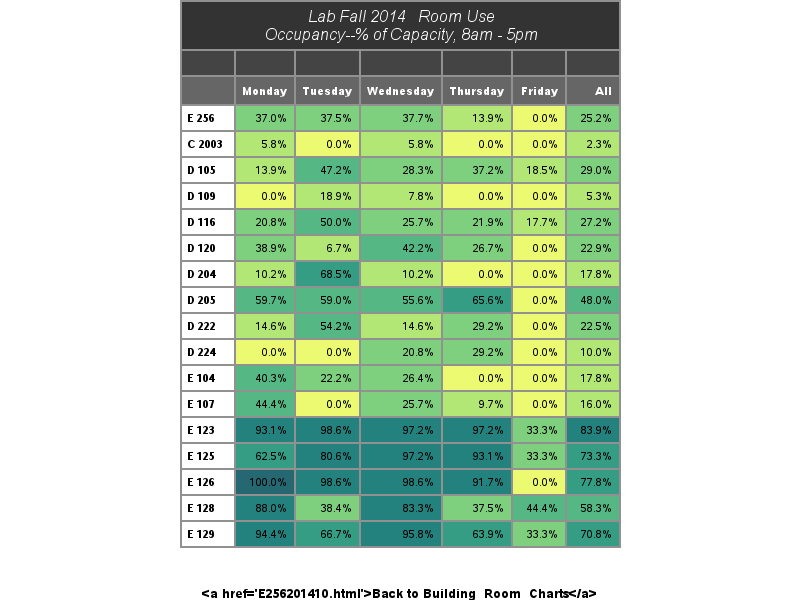 Lab Fall 2014 Room Use
Occupancy--% of Capacity, 8am - 5pm
Monday Tuesday Wednesday Thursday Friday All
E 256 37.0% 37.5% 37.7% 13.9% 0.0% 25.2%
C 2003 5.8% 0.0% 5.8% 0.0% 0.0% 2.3%
D 105 13.9% 47.2% 28.3% 37.2% 18.5% 29.0%
D 109 0.0% 18.9% 7.8% 0.0% 0.0% 5.3%
D 116 20.8% 50.0% 25.7% 21.9% 17.7% 27.2%
D 120 38.9% 6.7% 42.2% 26.7% 0.0% 22.9%
D 204 10.2% 68.5% 10.2% 0.0% 0.0% 17.8%
D 205 59.7% 59.0% 55.6% 65.6% 0.0% 48.0%
D 222 14.6% 54.2% 14.6% 29.2% 0.0% 22.5%
D 224 0.0% 0.0% 20.8% 29.2% 0.0% 10.0%
E 104 40.3% 22.2% 26.4% 0.0% 0.0% 17.8%
E 107 44.4% 0.0% 25.7% 9.7% 0.0% 16.0%
E 123 93.1% 98.6% 97.2% 97.2% 33.3% 83.9%
E 125 62.5% 80.6% 97.2% 93.1% 33.3% 73.3%
E 126 100.0% 98.6% 98.6% 91.7% 0.0% 77.8%
E 128 88.0% 38.4% 83.3% 37.5% 44.4% 58.3%
E 129 94.4% 66.7% 95.8% 63.9% 33.3% 70.8%
<a href='E256201410.html'>Back to Building Room Charts</a>